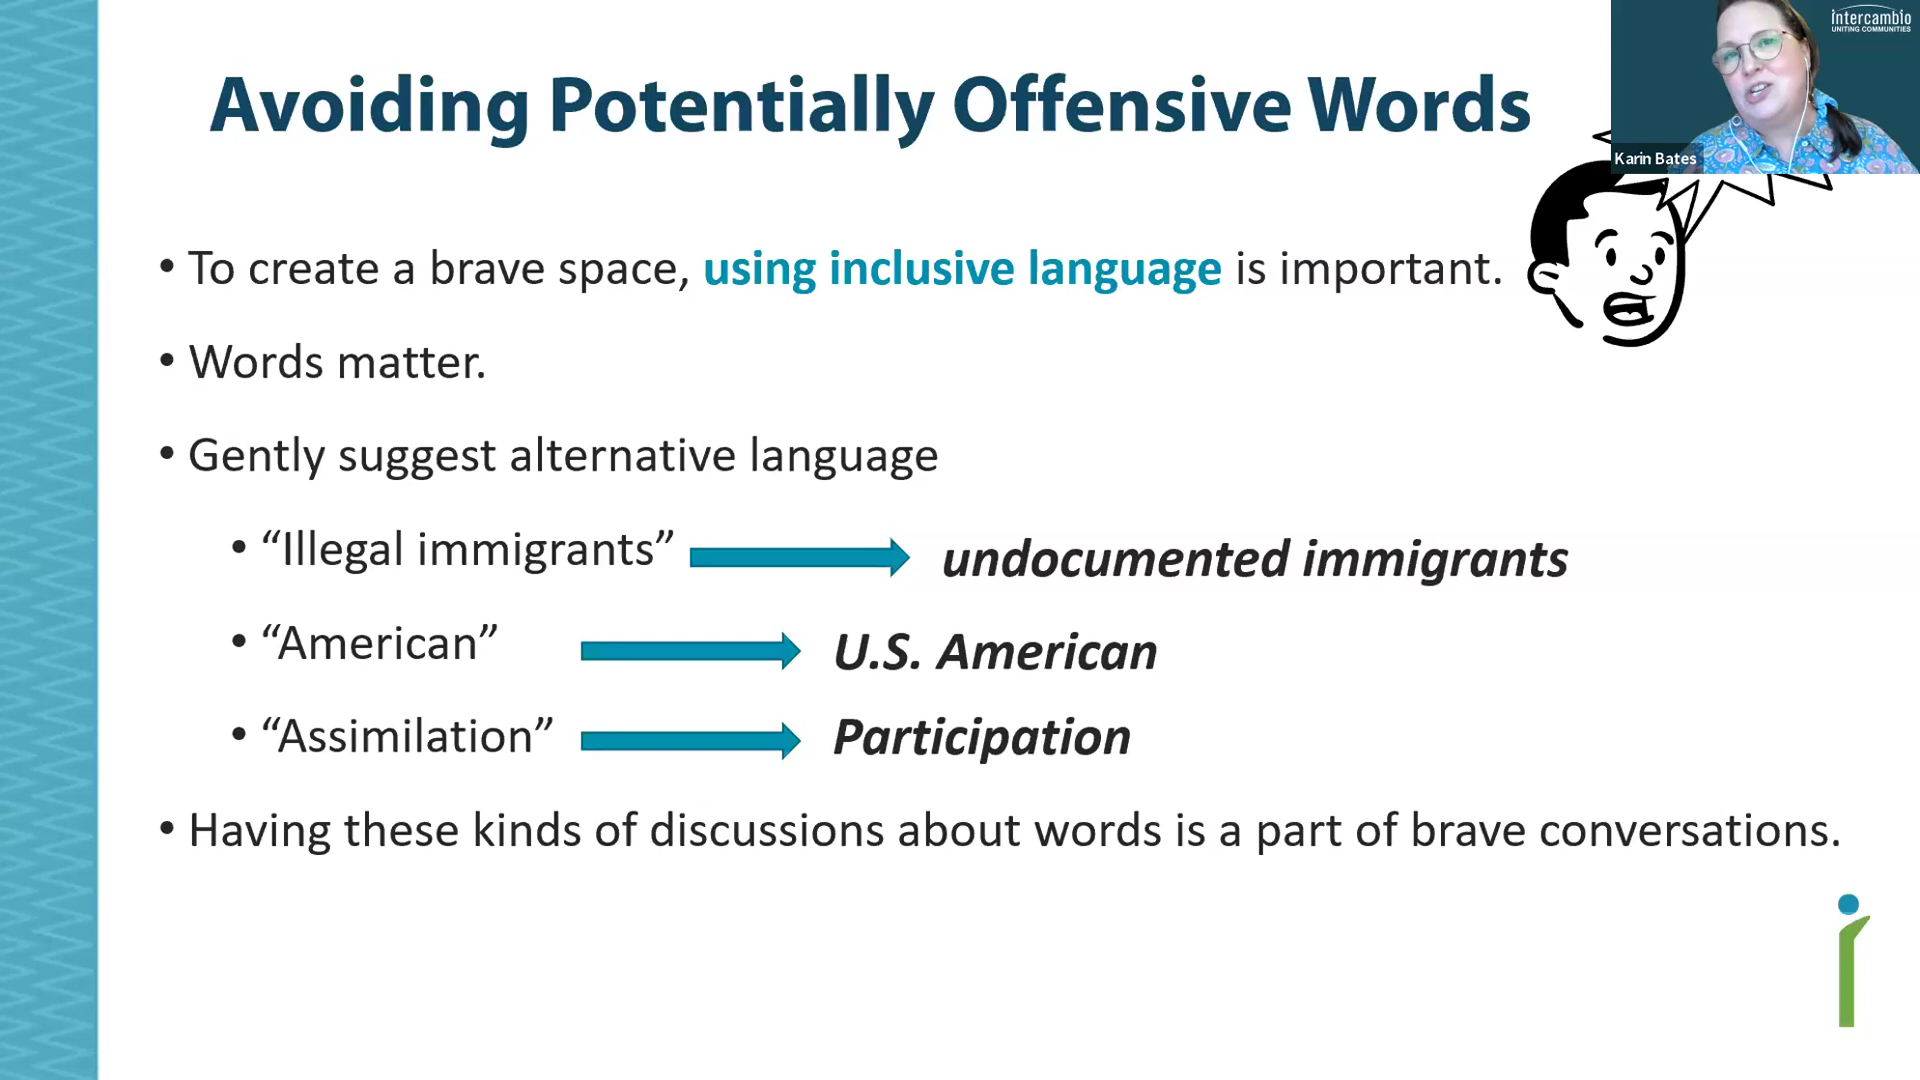 intercambio
UNITING COMMUNITIES
Avoiding Potentially Offensive Words
Karin Bates
• To create a brave space, using inclusive language is important.
• Words matter.
• Gently suggest alternative language
• “Illegal immigrants” undocumented immigrants
• “American” U.S. American
• “Assimilation” Participation
• Having these kinds of discussions about words is a part of brave conversations.